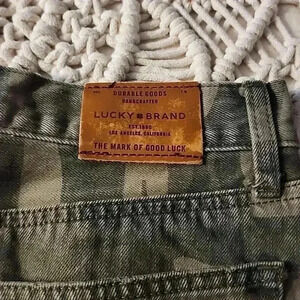 DURABLE GOODS
HANDCRAFTED
LUCKY BRAND
EST. 1990
LOS ANGELES, CALIFORNIA
THE MARK OF GOOD LUCK